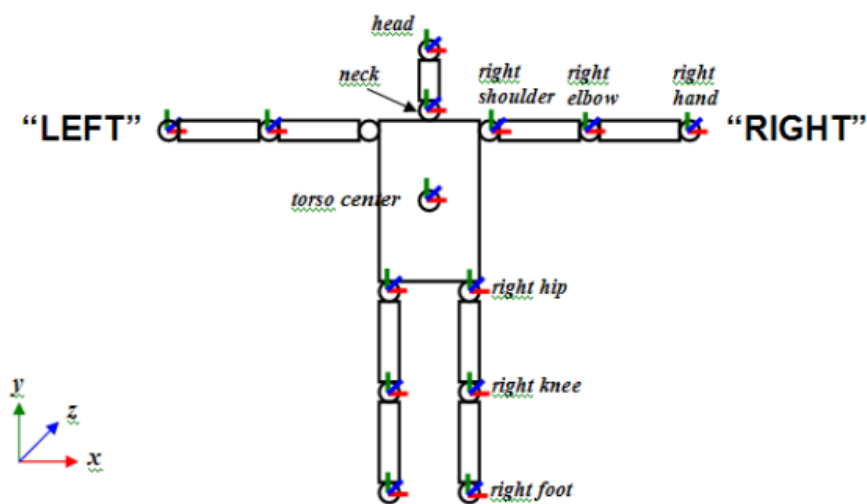 head
neck
right
shoulder
right
elbow
right
hand
“LEFT”
“RIGHT”
torso center
right hip
y
z
x
right knee
right foot